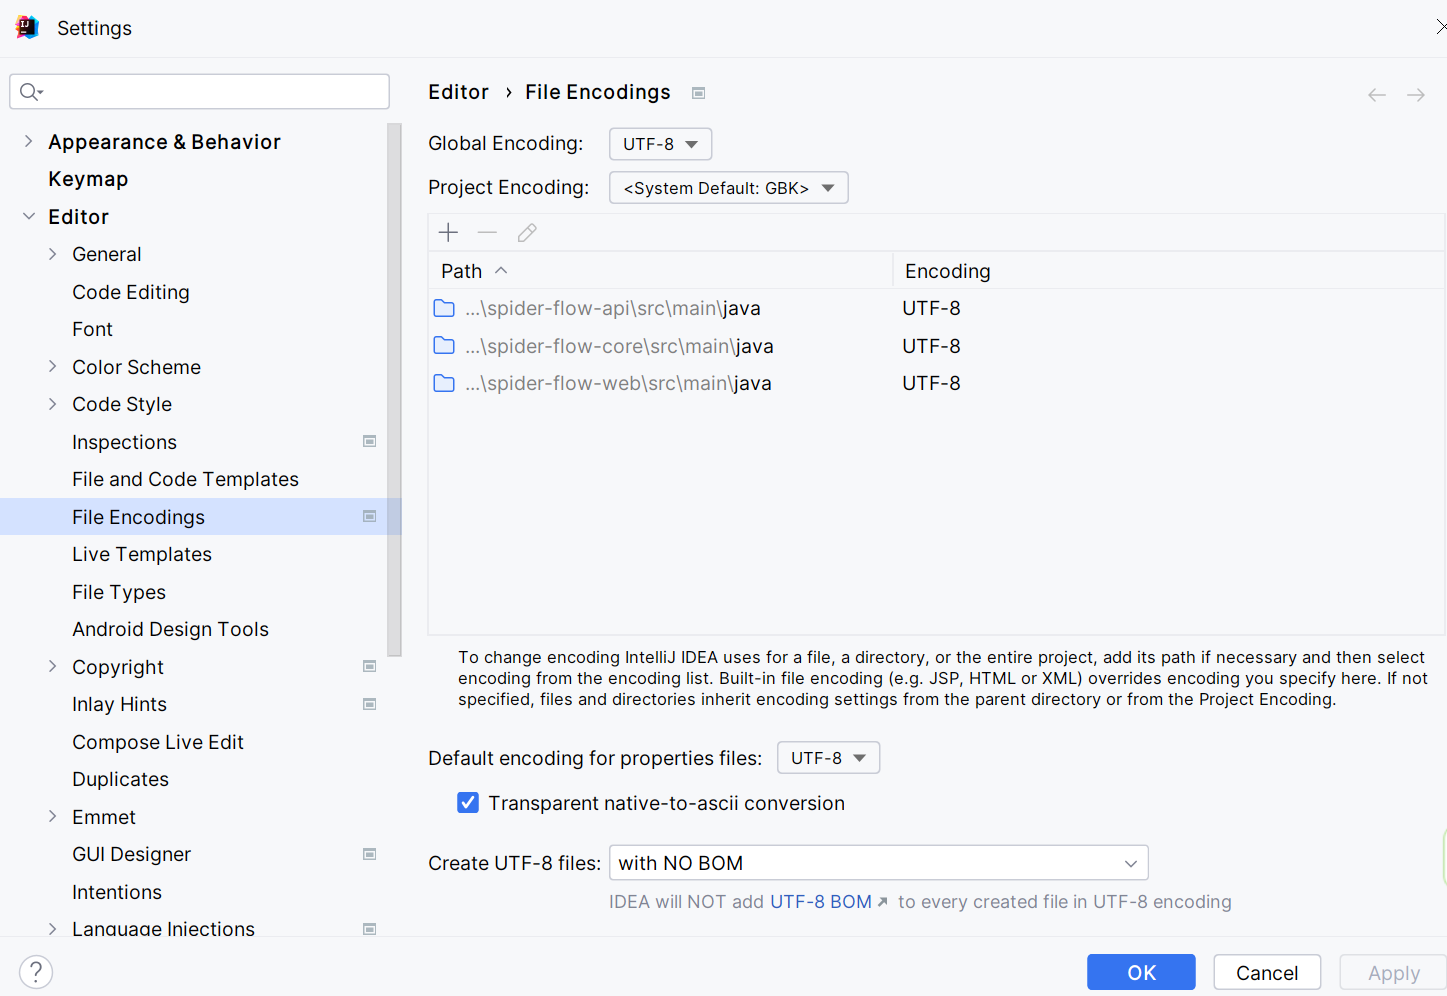 Settings
Appearance & Behavior
Keymap
Editor
General
Code Editing
Font
Color Scheme
Code Style
Inspections
File and Code Templates
File Encodings
Live Templates
File Types
Android Design Tools
Copyright
Inlay Hints
Compose Live Edit
Duplicates
Emmet
GUI Designer
Intentions
Language Injections
Editor › File Encodings
Global Encoding: UTF-8
Project Encoding: <System Default: GBK>
Path Encoding
...\spider-flow-api\src\main\java UTF-8
...\spider-flow-core\src\main\java UTF-8
...\spider-flow-web\src\main\java UTF-8
To change encoding IntelliJ IDEA uses for a file, a directory, or the entire project, add its path if necessary and then select
encoding from the encoding list. Built-in file encoding (e.g. JSP, HTML or XML) overrides encoding you specify here. If not
specified, files and directories inherit encoding settings from the parent directory or from the Project Encoding.
Default encoding for properties files: UTF-8
Transparent native-to-ascii conversion
Create UTF-8 files: with NO BOM
IDEA will NOT add UTF-8 BOM ↗ to every created file in UTF-8 encoding
? OK Cancel Apply